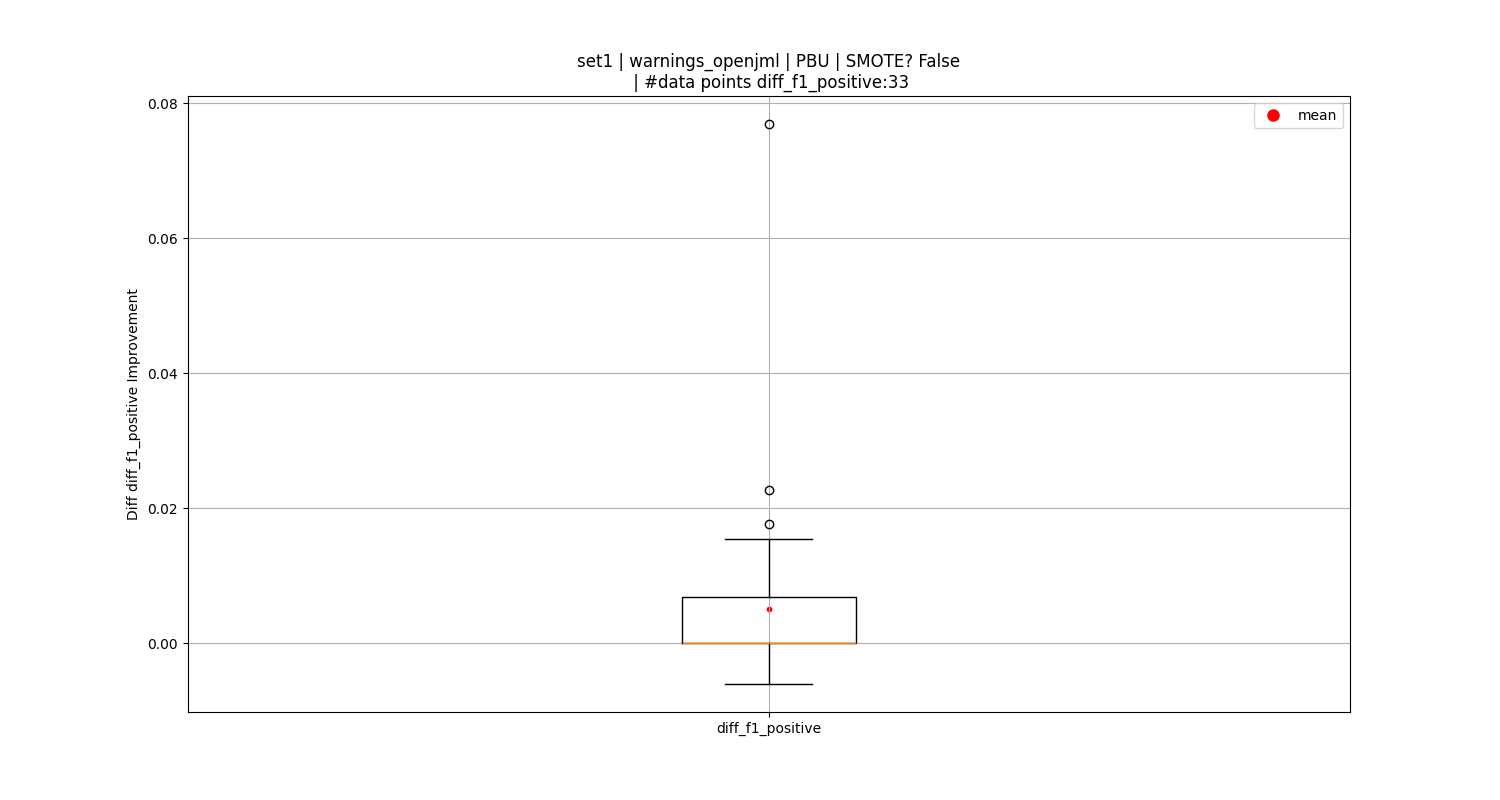 set1 | warnings_openjml | PBU | SMOTE? False
| #data points diff_f1_positive:33
mean
0.08
0.06
0.04
0.02
0.00
Diff diff_f1_positive Improvement
diff_f1_positive